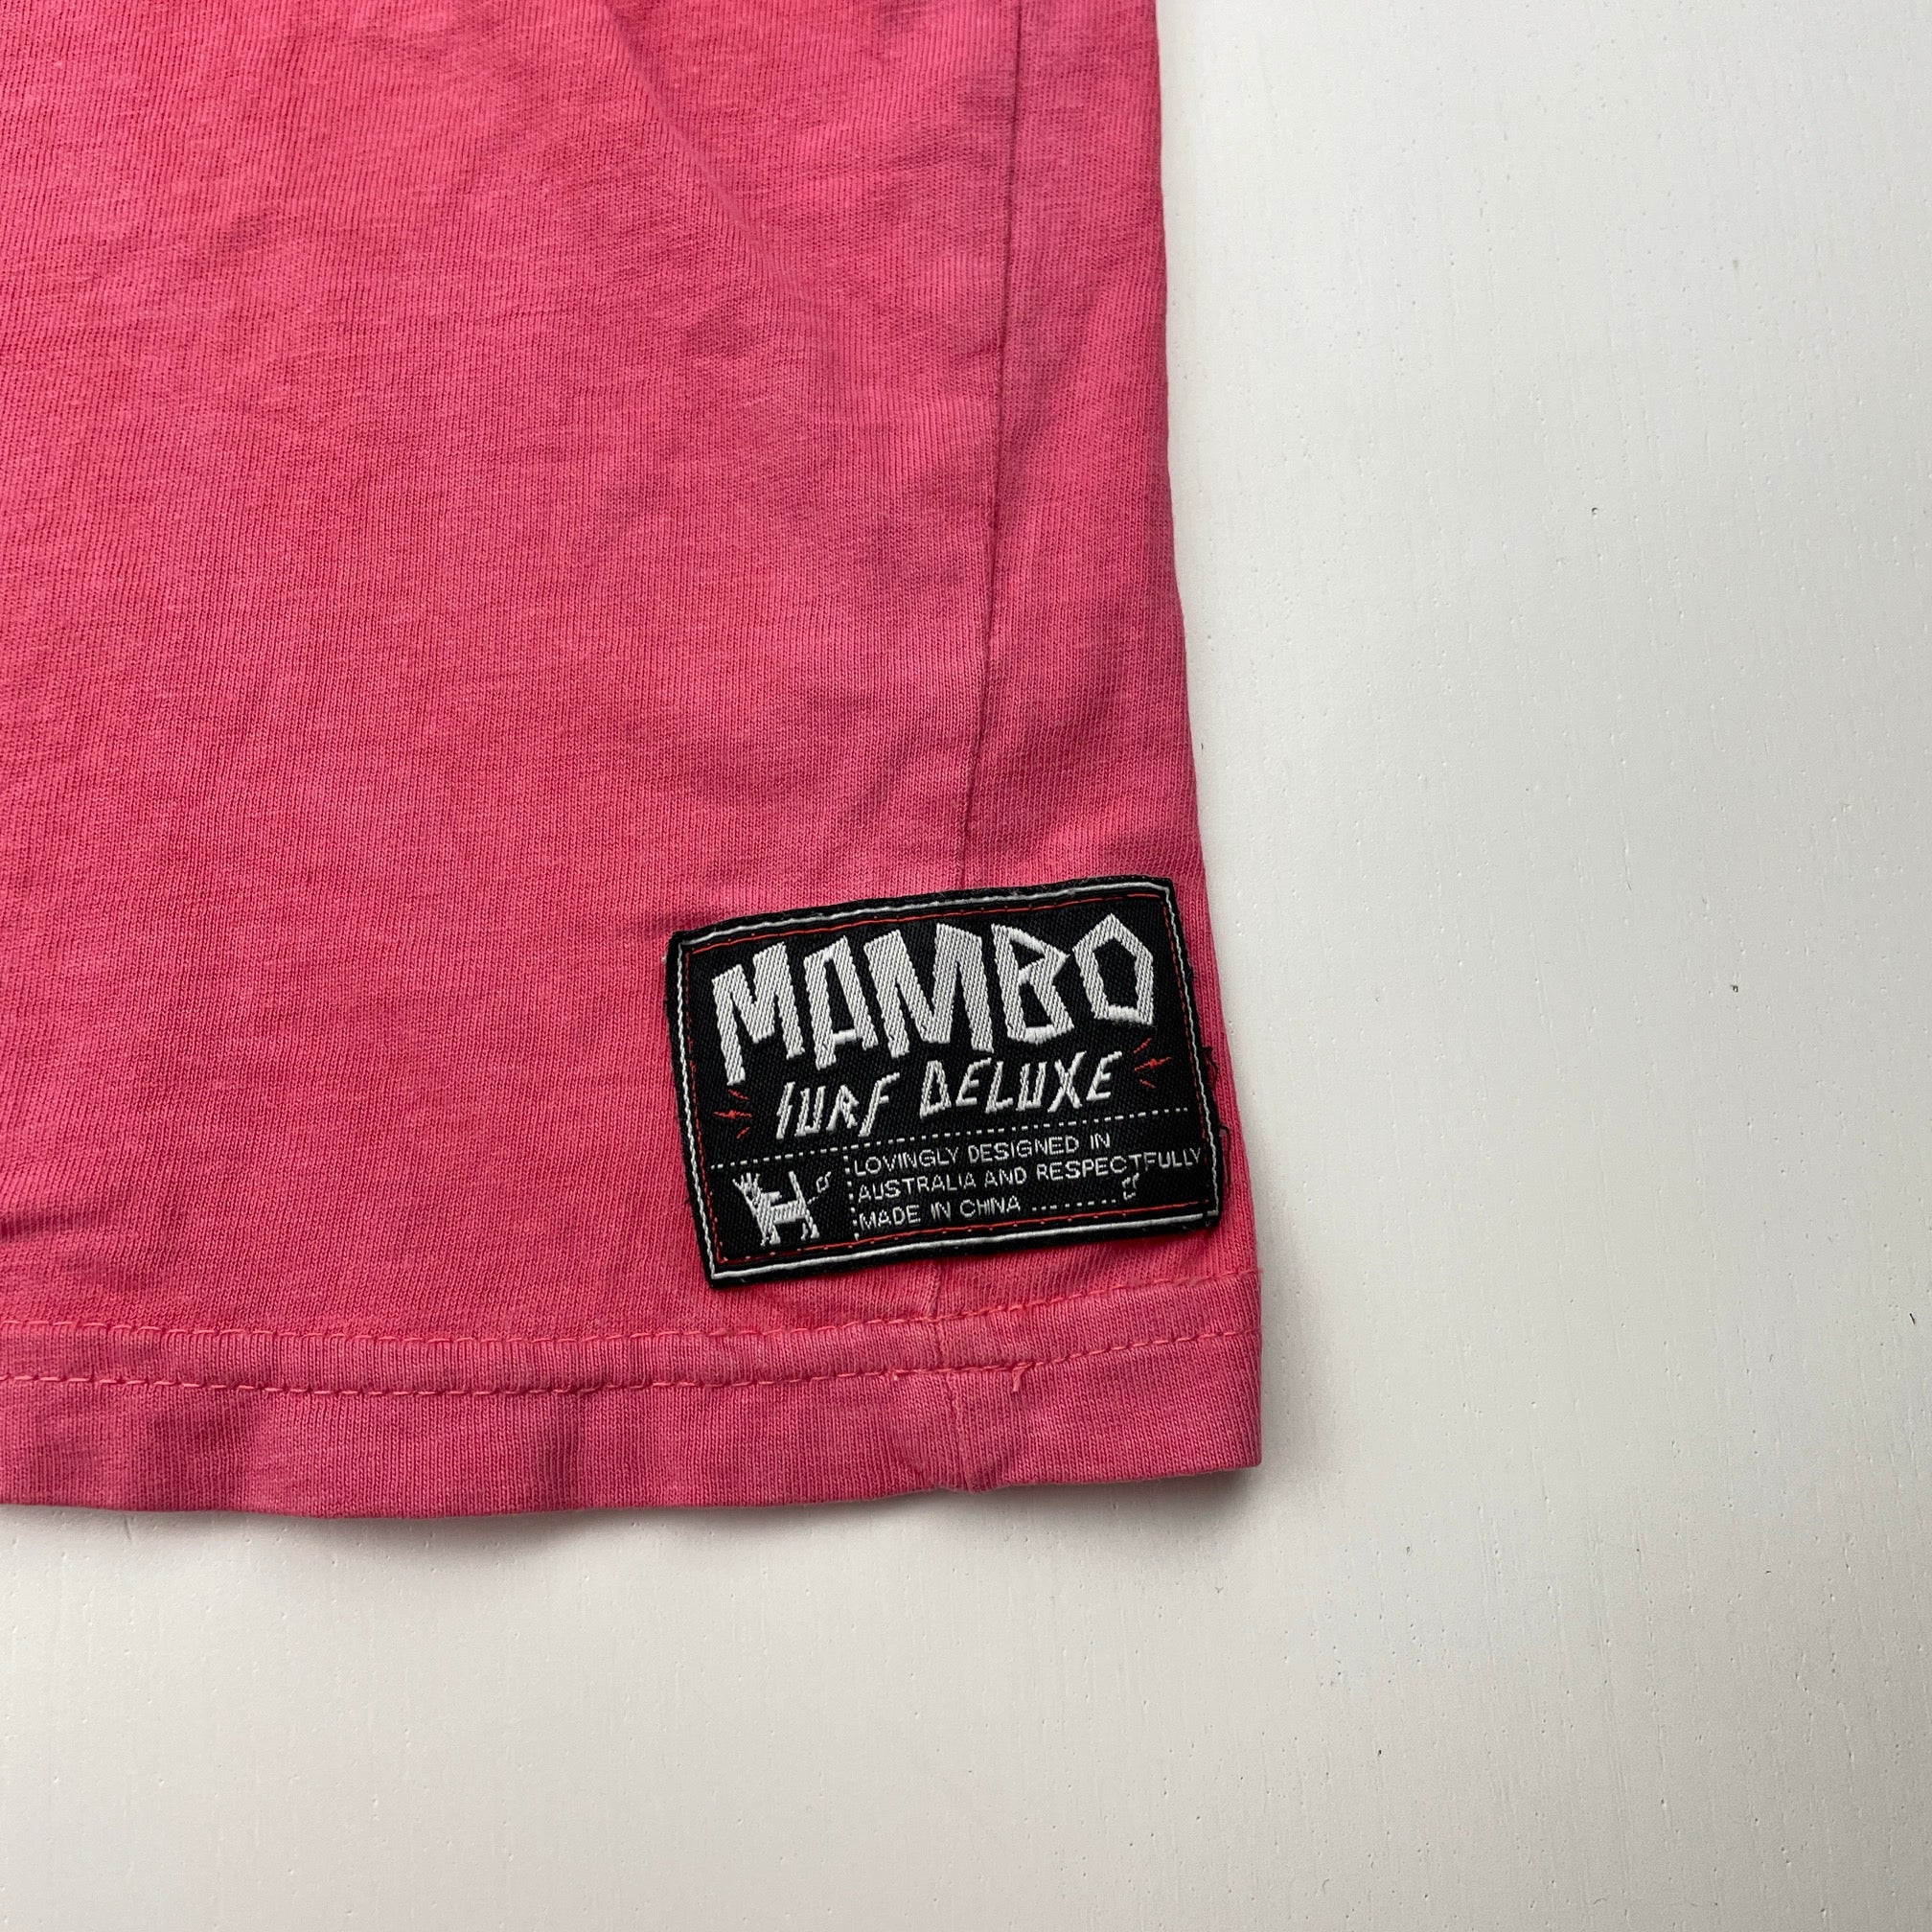 MAMBO
SURF DELUXE
LOVINGLY DESIGNED IN
AUSTRALIA AND RESPECTFULLY
MADE IN CHINA